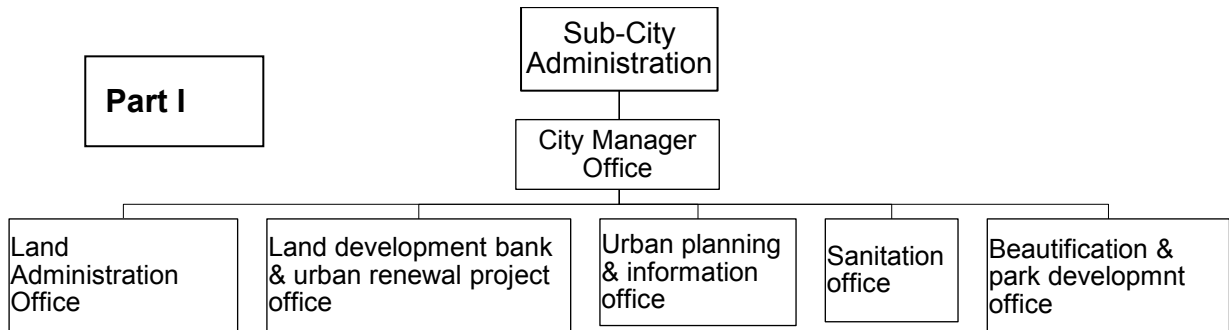 Sub-City
Administration
Part I
City Manager
Office
Land
Administration
Office
Land development bank
& urban renewal project
office
Urban planning
& information
office
Sanitation
office
Beautification &
park developmnt
office